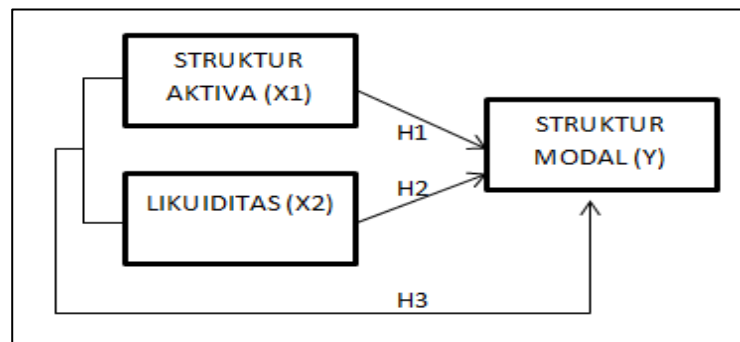 STRUKTUR
AKTIVA (X1)
H1
STRUKTUR
MODAL (Y)
H2
LIKUIDITAS (X2)
H3